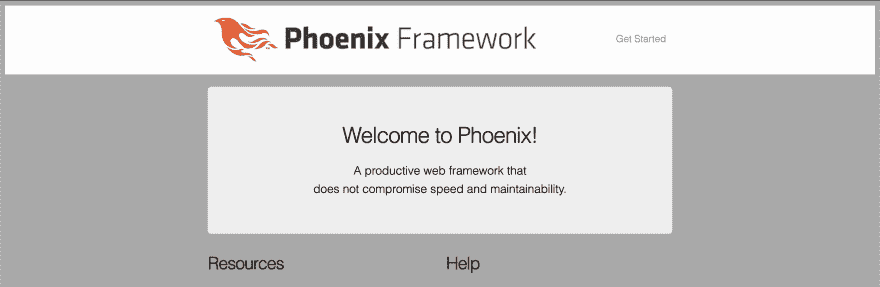 Phoenix Framework
Get Started
Welcome to Phoenix!
A productive web framework that
does not compromise speed and maintainability.
Resources
Help